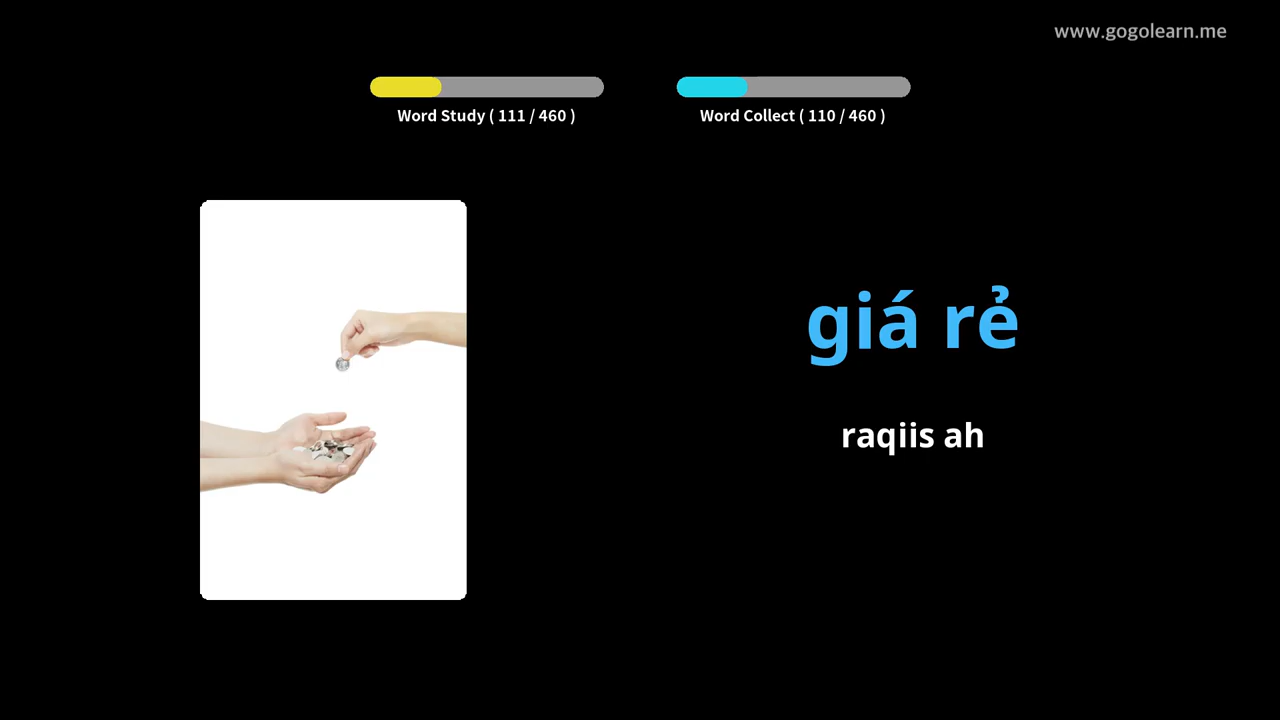 www.gogolearn.me
Word Study ( 111 / 460 )
Word Collect ( 110 / 460 )
giá rẻ
raqiis ah